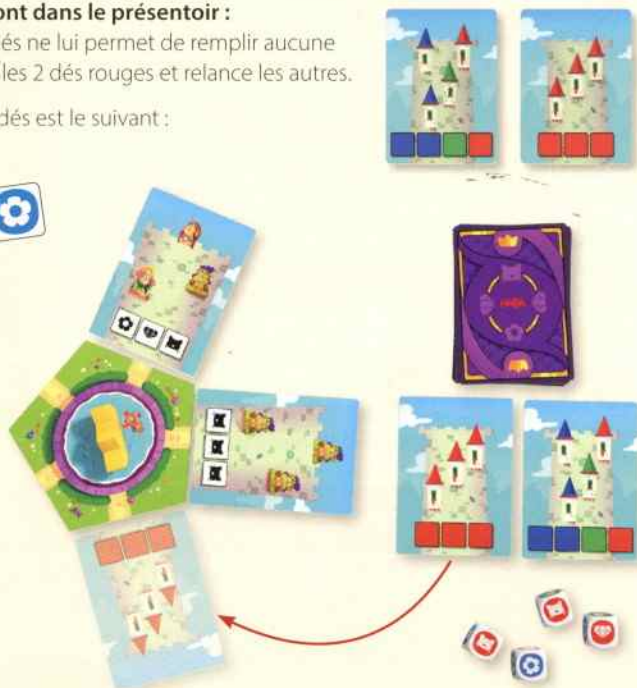 ont dans le présentoir :
és ne lui permet de remplir aucune
les 2 dés rouges et relance les autres.
dés est le suivant :